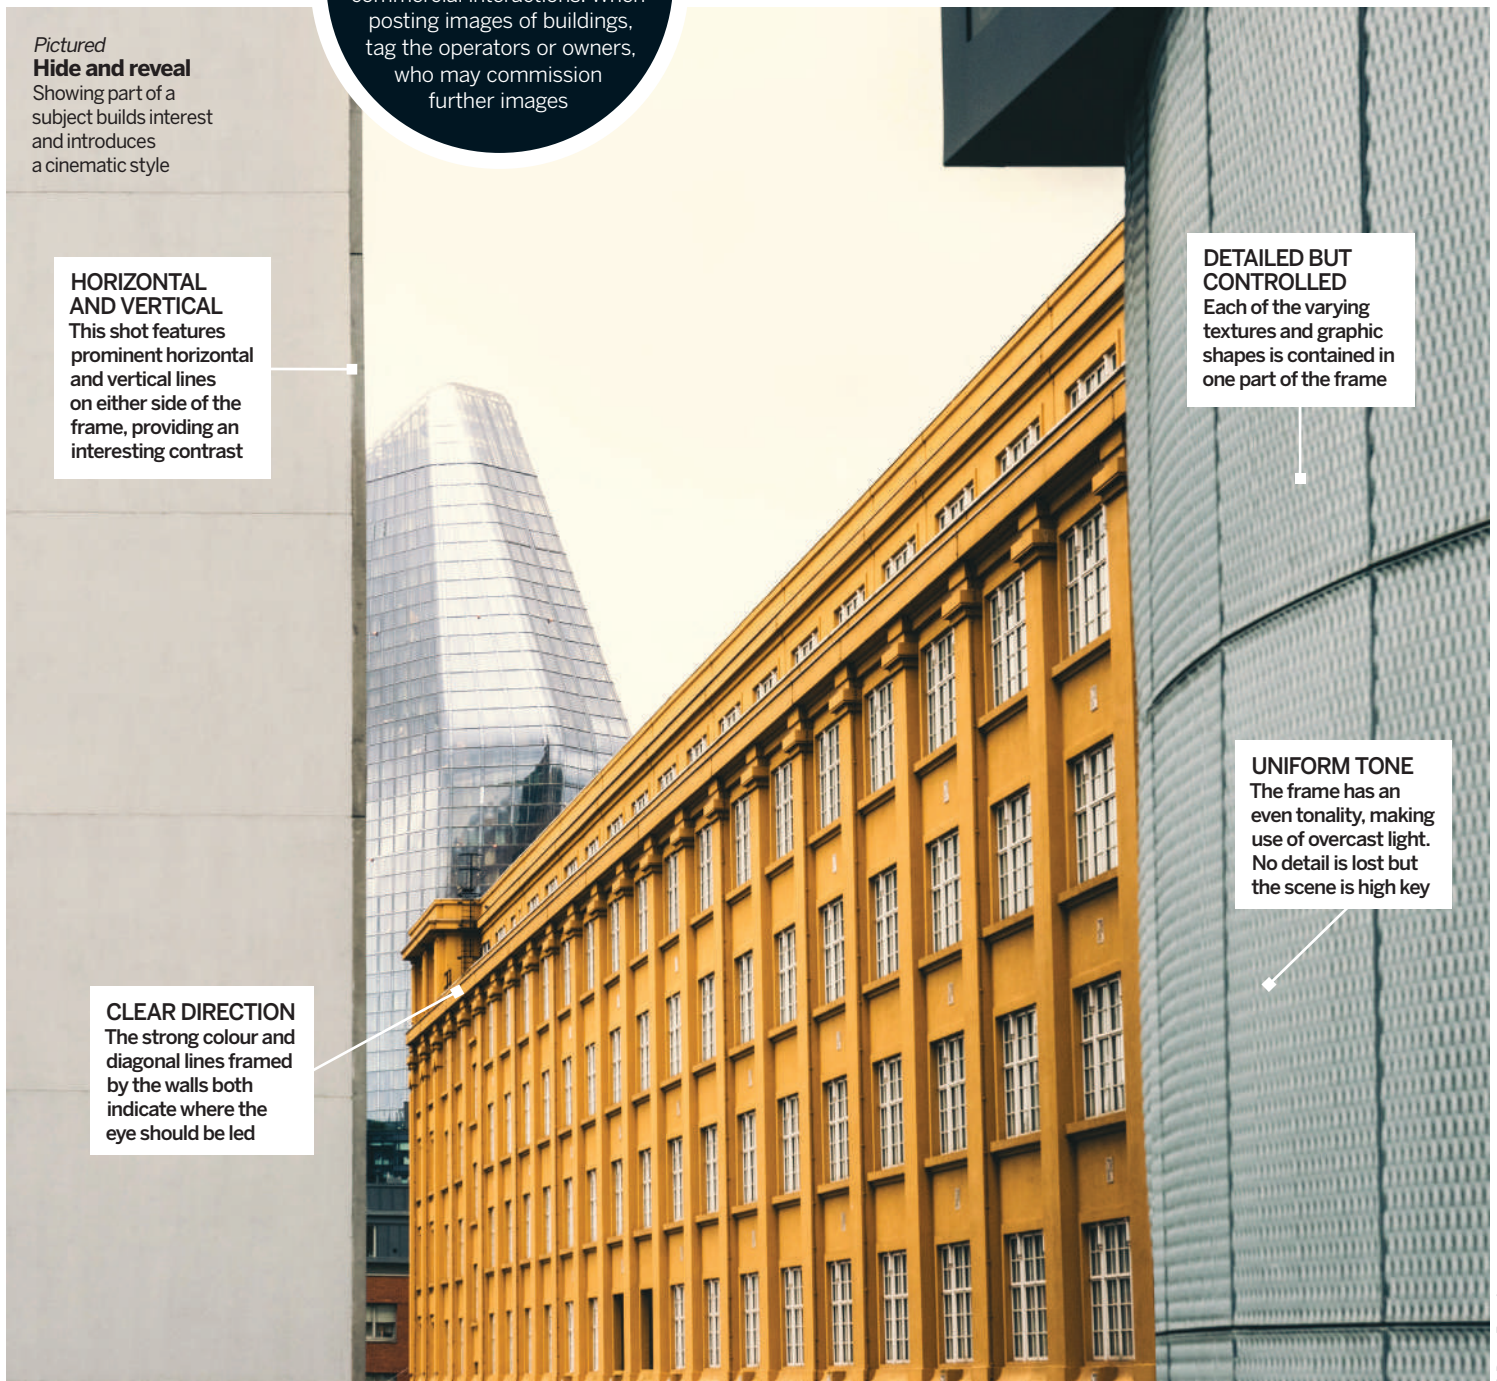 commercial interactions. When
posting images of buildings,
tag the operators or owners,
who may commission
further images
Pictured
Hide and reveal
Showing part of a
subject builds interest
and introduces
a cinematic style
HORIZONTAL
AND VERTICAL
This shot features
prominent horizontal
and vertical lines
on either side of the
frame, providing an
interesting contrast
DETAILED BUT
CONTROLLED
Each of the varying
textures and graphic
shapes is contained in
one part of the frame
UNIFORM TONE
The frame has an
even tonality, making
use of overcast light.
No detail is lost but
the scene is high key
CLEAR DIRECTION
The strong colour and
diagonal lines framed
by the walls both
indicate where the
eye should be led